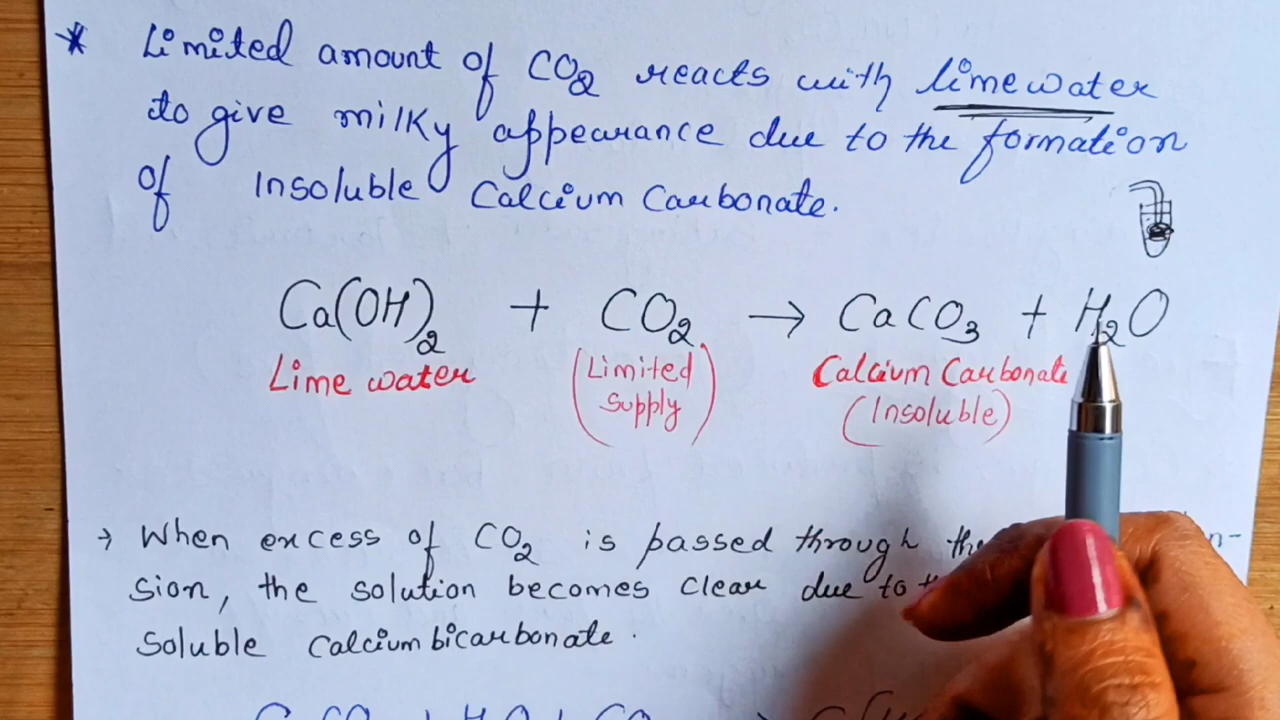 * Limited amount of CO2 reacts with limewater
to give milky appearance due to the formation
of Insoluble Calcium Carbonate.
Ca(OH)2 + CO2 → CaCO3 + H2O
Lime water (Limited Supply) Calcium Carbonate (Insoluble)
→ When excess of CO2 is passed through
sion, the solution becomes clear due to
Soluble Calciumbicarbonate.